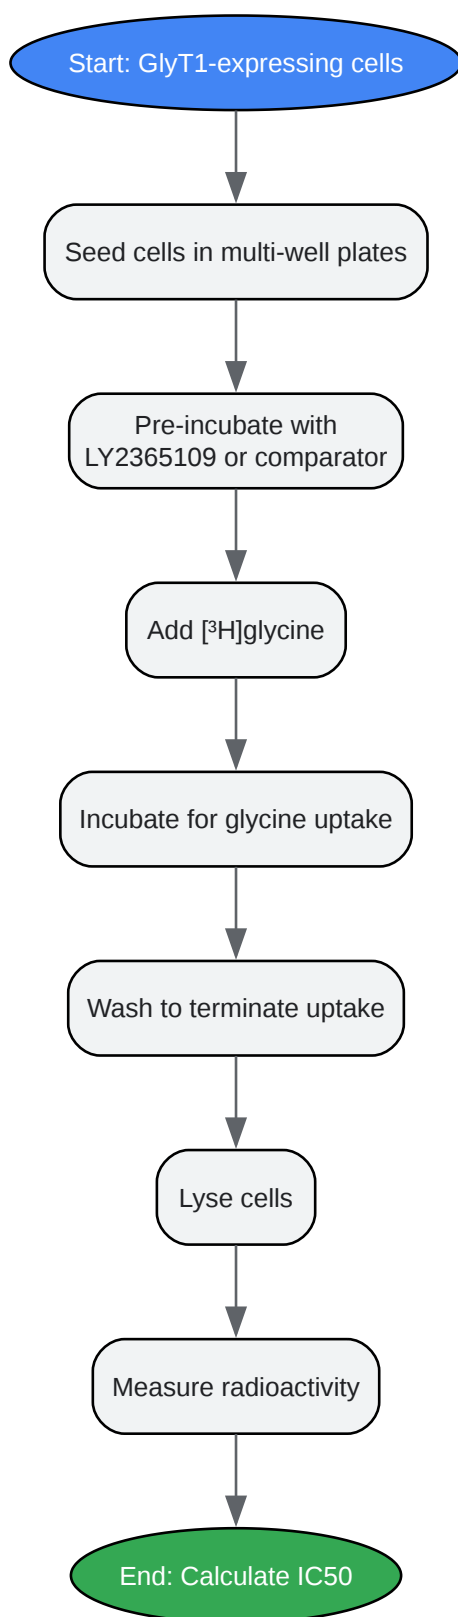 Start: GlyT1-expressing cells
Seed cells in multi-well plates
Pre-incubate with
LY2365109 or comparator
Add [³H]glycine
Incubate for glycine uptake
Wash to terminate uptake
Lyse cells
Measure radioactivity
End: Calculate IC50